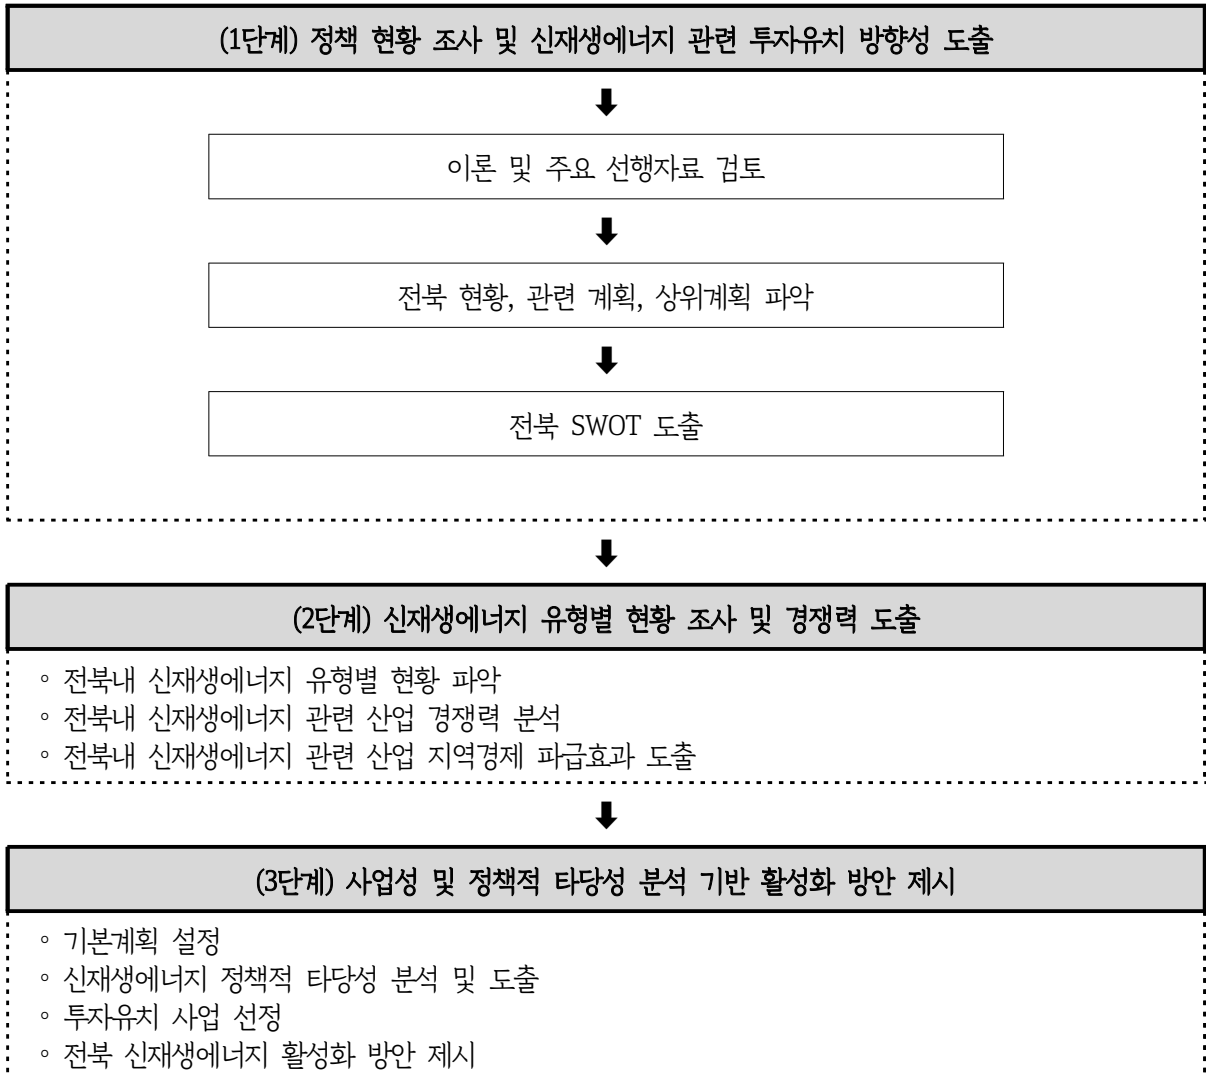 (1단계) 정책 현황 조사 및 신재생에너지 관련 투자유치 방향성 도출
이론 및 주요 선행자료 검토
전북 현황, 관련 계획, 상위계획 파악
전북 SWOT 도출
(2단계) 신재생에너지 유형별 현황 조사 및 경쟁력 도출
◦ 전북내 신재생에너지 유형별 현황 파악
◦ 전북내 신재생에너지 관련 산업 경쟁력 분석
◦ 전북내 신재생에너지 관련 산업 지역경제 파급효과 도출
(3단계) 사업성 및 정책적 타당성 분석 기반 활성화 방안 제시
◦ 기본계획 설정
◦ 신재생에너지 정책적 타당성 분석 및 도출
◦ 투자유치 사업 선정
◦ 전북 신재생에너지 활성화 방안 제시